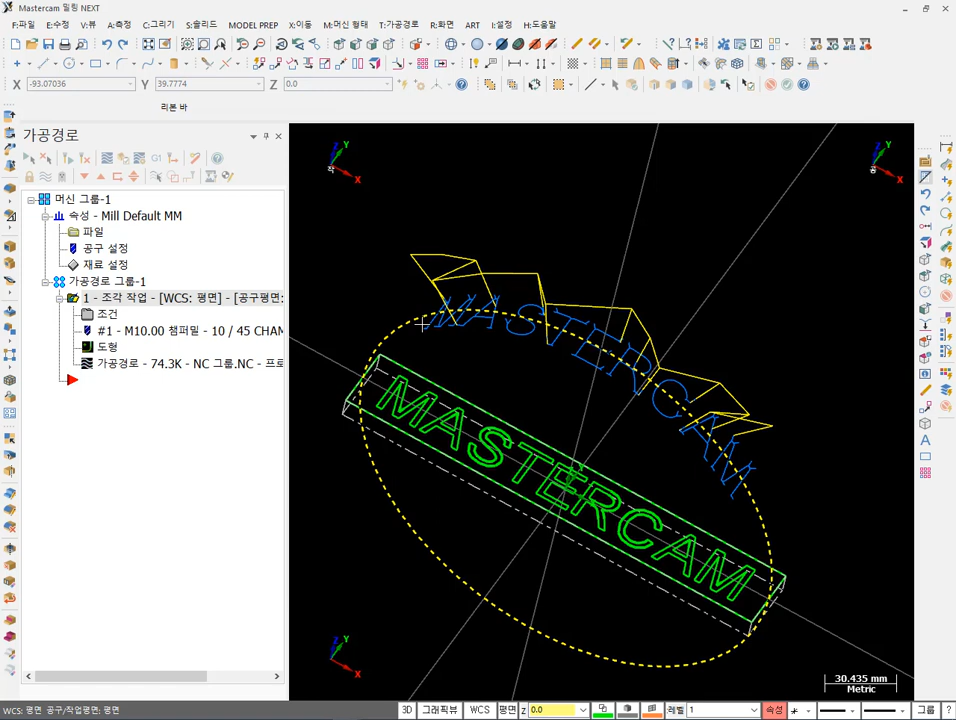 Mastercam 밀링 NEXT
F:파일 E:수정 V:뷰 A:측정 C:그리기 S:솔리드 MODEL PREP X:이동 M:머신 형태 T:가공경로 R:화면 ART I:설정 H:도움말
X -93.07036 Y 39.7774 Z 0.0
리본 바
가공경로
G1
머신 그룹-1
속성 - Mill Default MM
파일
공구 설정
재료 설정
가공경로 그룹-1
1 - 조각 작업 - [WCS: 평면] - [공구평면:
조건
#1 - M10.00 챔퍼밀 - 10 / 45 CHAM
도형
가공경로 - 74.3K - NC 그룹.NC - 프로
Y
X
Y
X
MASTERCAM
MASTERCAM
Y
X
30.435 mm
Metric
WCS: 평면 공구/작업평면: 평면
3D 그래픽뷰 WCS 평면 Z 0.0 레벨 1 속성 그룹 ?